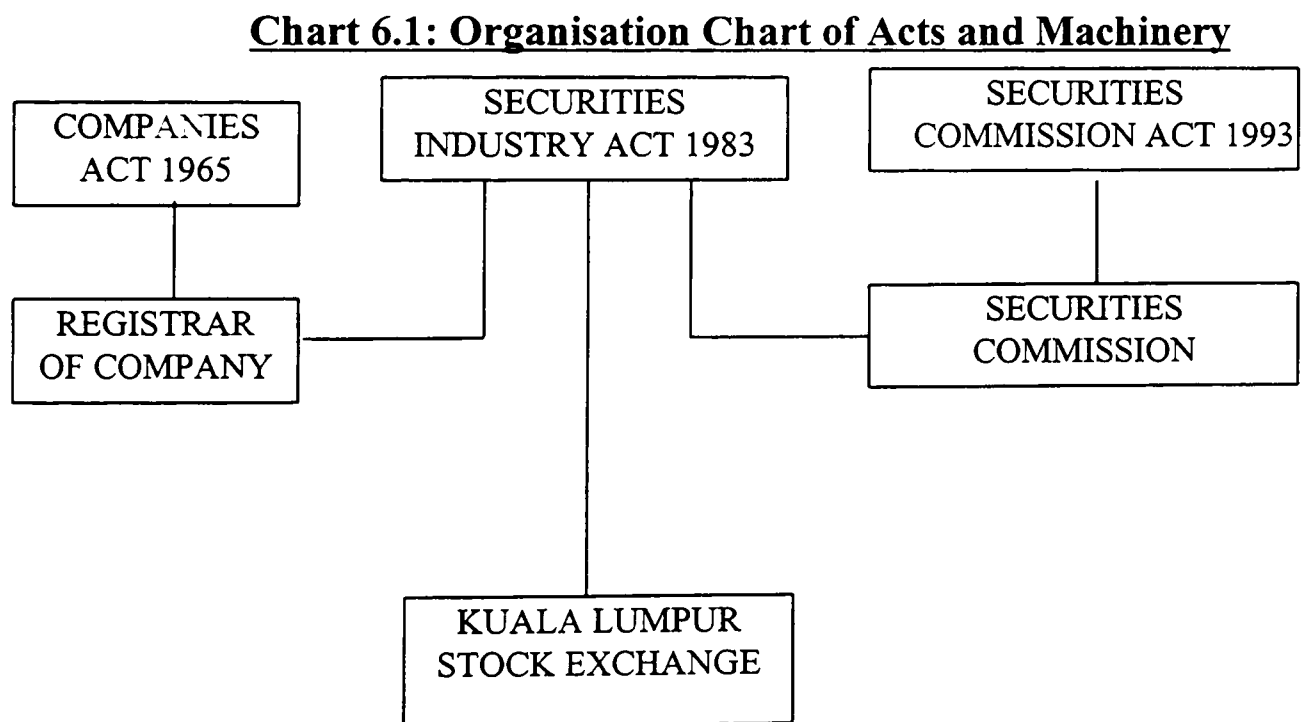 Chart 6.1: Organisation Chart of Acts and Machinery
COMPANIES
ACT 1965
SECURITIES
INDUSTRY ACT 1983
SECURITIES
COMMISSION ACT 1993
REGISTRAR
OF COMPANY
SECURITIES
COMMISSION
KUALA LUMPUR
STOCK EXCHANGE